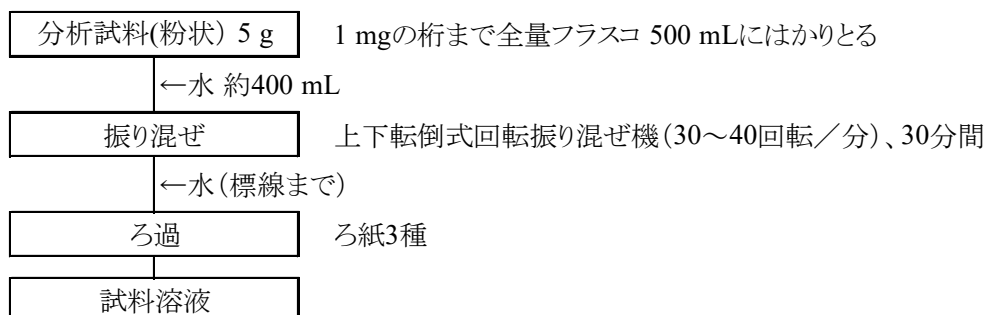 分析試料(粉状) 5 g 1 mgの桁まで全量フラスコ 500 mLにはかりとる
←水 約400 mL
振り混ぜ 上下転倒式回転振り混ぜ機(30~40回転/分)、30分間
←水(標線まで)
ろ過 ろ紙3種
試料溶液